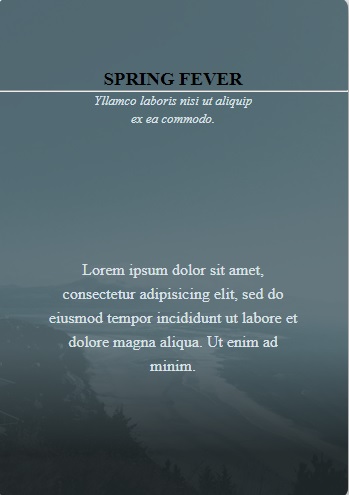 SPRING FEVER
Yllamco laboris nisi ut aliquip
ex ea commodo.
Lorem ipsum dolor sit amet,
consectetur adipisicing elit, sed do
eiusmod tempor incididunt ut labore et
dolore magna aliqua. Ut enim ad
minim.